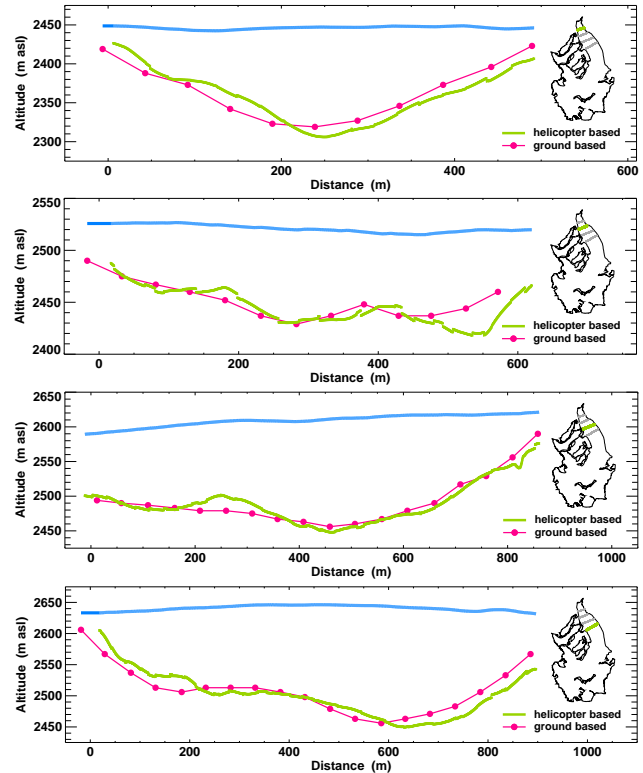 2450
2400
2350
2300
Altitude (m asl)
0
200
400
600
Distance (m)
helicopter based
ground based
2550
2500
2450
2400
Altitude (m asl)
0
200
400
600
Distance (m)
helicopter based
ground based
2650
2600
2550
2500
2450
Altitude (m asl)
0
200
400
600
800
1000
Distance (m)
helicopter based
ground based
2650
2600
2550
2500
2450
Altitude (m asl)
0
200
400
600
800
1000
Distance (m)
helicopter based
ground based